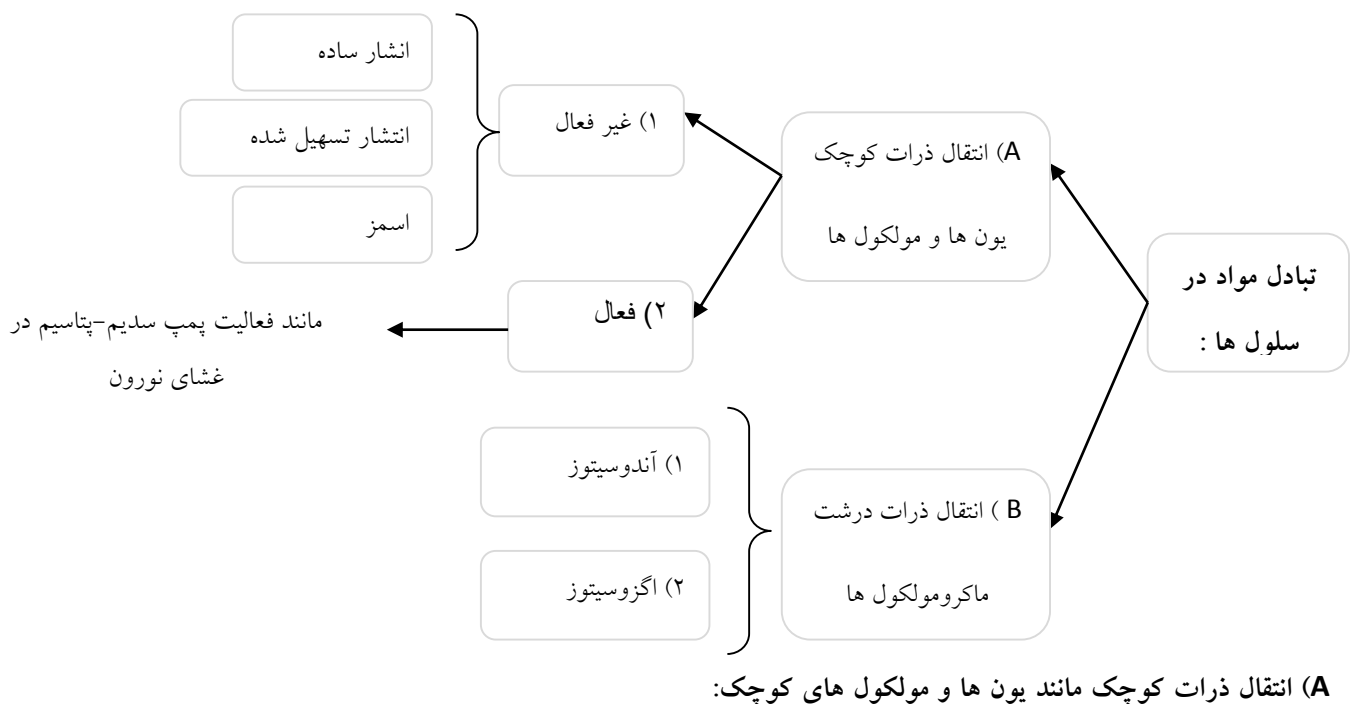 تبادل مواد در
سلول ها :
A) انتقال ذرات کوچک
یون ها و مولکول ها
۱) غیر فعال
انشار ساده
انتشار تسهیل شده
اسمز
۲) فعال
مانند فعالیت پمپ سدیم-پتاسیم در
غشای نورون
B ) انتقال ذرات درشت
ماکرومولکول ها
۱) آندوسیتوز
۲) اگزوسیتوز
A) انتقال ذرات کوچک مانند یون ها و مولکول های کوچک: